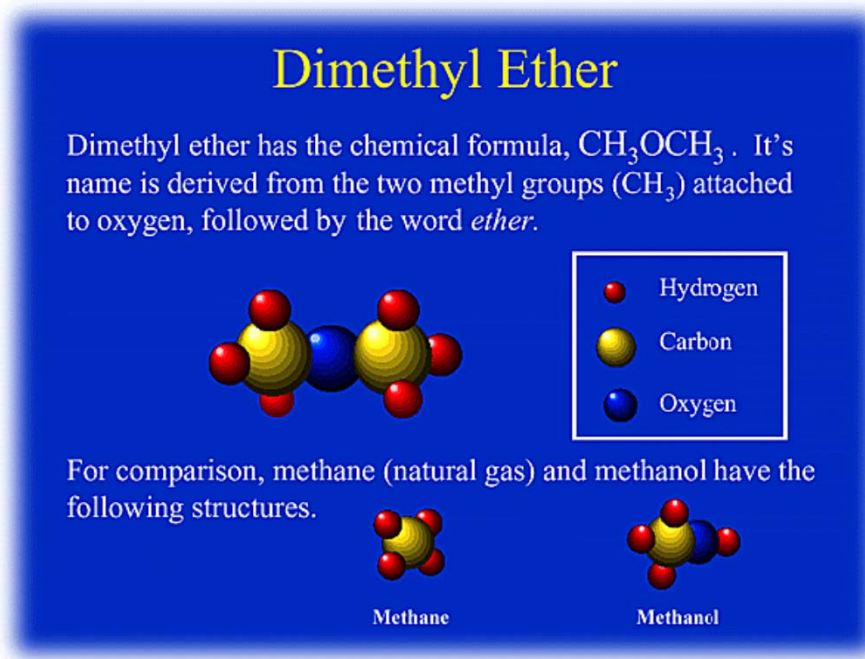 Dimethyl Ether
Dimethyl ether has the chemical formula, CH₃OCH₃ . It's
name is derived from the two methyl groups (CH₃) attached
to oxygen, followed by the word ether.
Hydrogen
Carbon
Oxygen
For comparison, methane (natural gas) and methanol have the
following structures.
Methane
Methanol